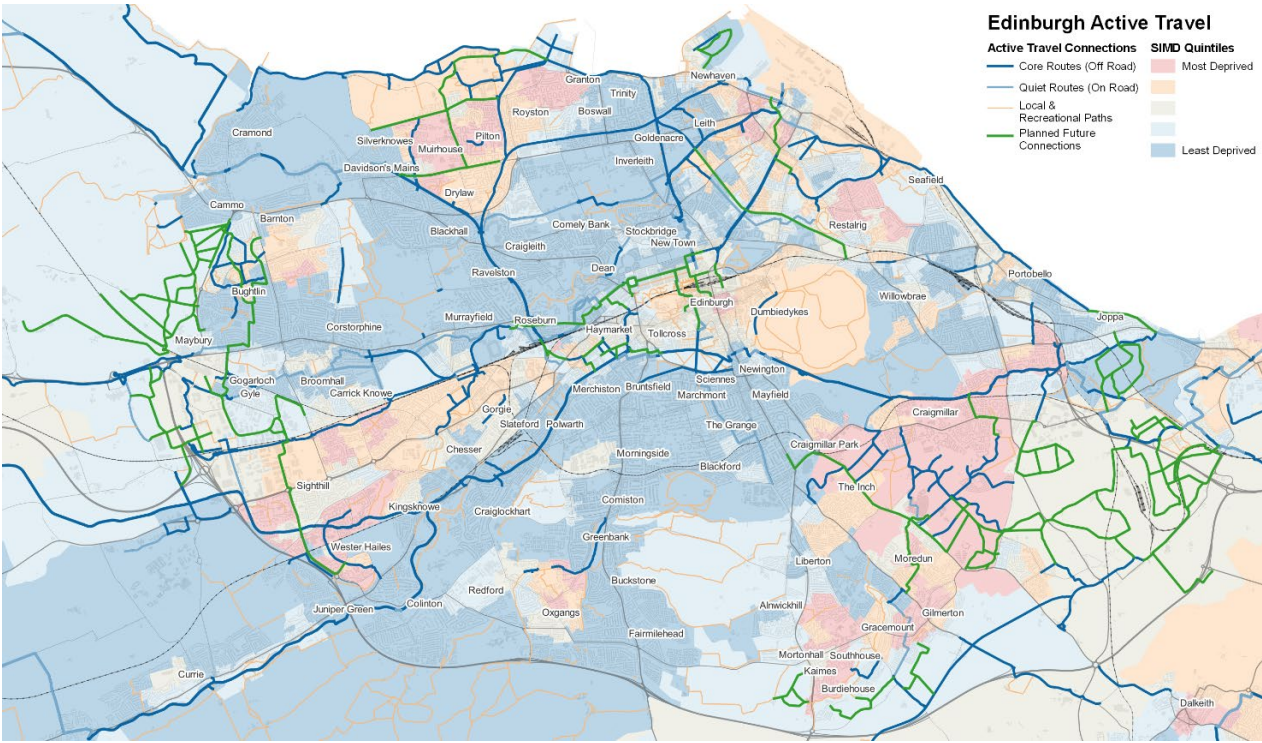 Edinburgh Active Travel
Active Travel Connections
SIMD Quintiles
Core Routes (Off Road)
Most Deprived
Quiet Routes (On Road)
Local &
Recreational Paths
Planned Future
Connections
Least Deprived
Newhaven
Granton
Trinity
Royston
Boswall
Leith
Cramond
Pilton
Goldenacre
Silverknowes
Muirhouse
Inverleith
Davidson's Mains
Seafield
Drylaw
Cammo
Barnton
Comely Bank
Restalrig
Blackhall
Stockbridge
Craigleith
New Town
Dean
Ravelston
Portobello
Bughtlin
Willowbrae
Edinburgh
Dumbiedykes
Murrayfield
Roseburn
Joppa
Corstorphine
Haymarket
Tollcross
Maybury
Newington
Gogarloch
Broomhall
Sciennes
Gyle
Carrick Knowe
Merchiston
Bruntsfield
Marchmont
Mayfield
Gorgie
Craigmillar
Slateford
Polwarth
The Grange
Craigmillar Park
Chesser
Morningside
Blackford
Sighthill
The Inch
Comiston
Kingsknowe
Craiglockhart
Greenbank
Wester Hailes
Moredun
Liberton
Buckstone
Redford
Colinton
Alnwickhill
Juniper Green
Oxgangs
Gilmerton
Gracemount
Fairmilehead
Mortonhall
Southhouse
Kaimes
Currie
Burdiehouse
Dalkeith